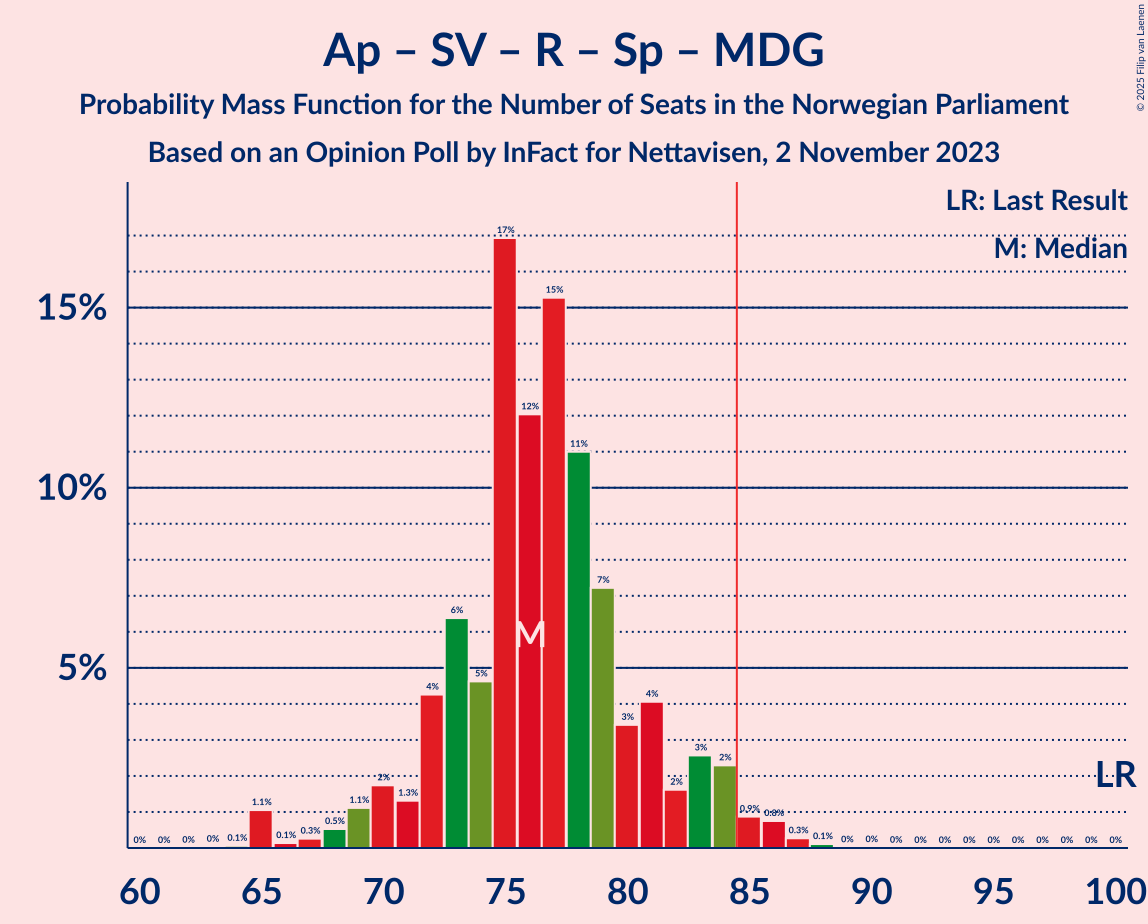 Ap – SV – R – Sp – MDG
Probability Mass Function for the Number of Seats in the Norwegian Parliament
Based on an Opinion Poll by InFact for Nettavisen, 2 November 2023
© 2025 Filip van Laenen
LR: Last Result
M: Median
15%
10%
5%
0% 0% 0% 0% 0.1% 1.1% 0.1% 0.3% 0.5% 1.1% 2% 1.3% 4% 6% 5% 17% 12% 15% 11% 7% 3% 4% 2% 3% 2% 0.9% 0.8% 0.3% 0.1% 0% 0% 0% 0% 0% 0% 0% 0% 0% 0% 0% 0%
M
LR
60 65 70 75 80 85 90 95 100